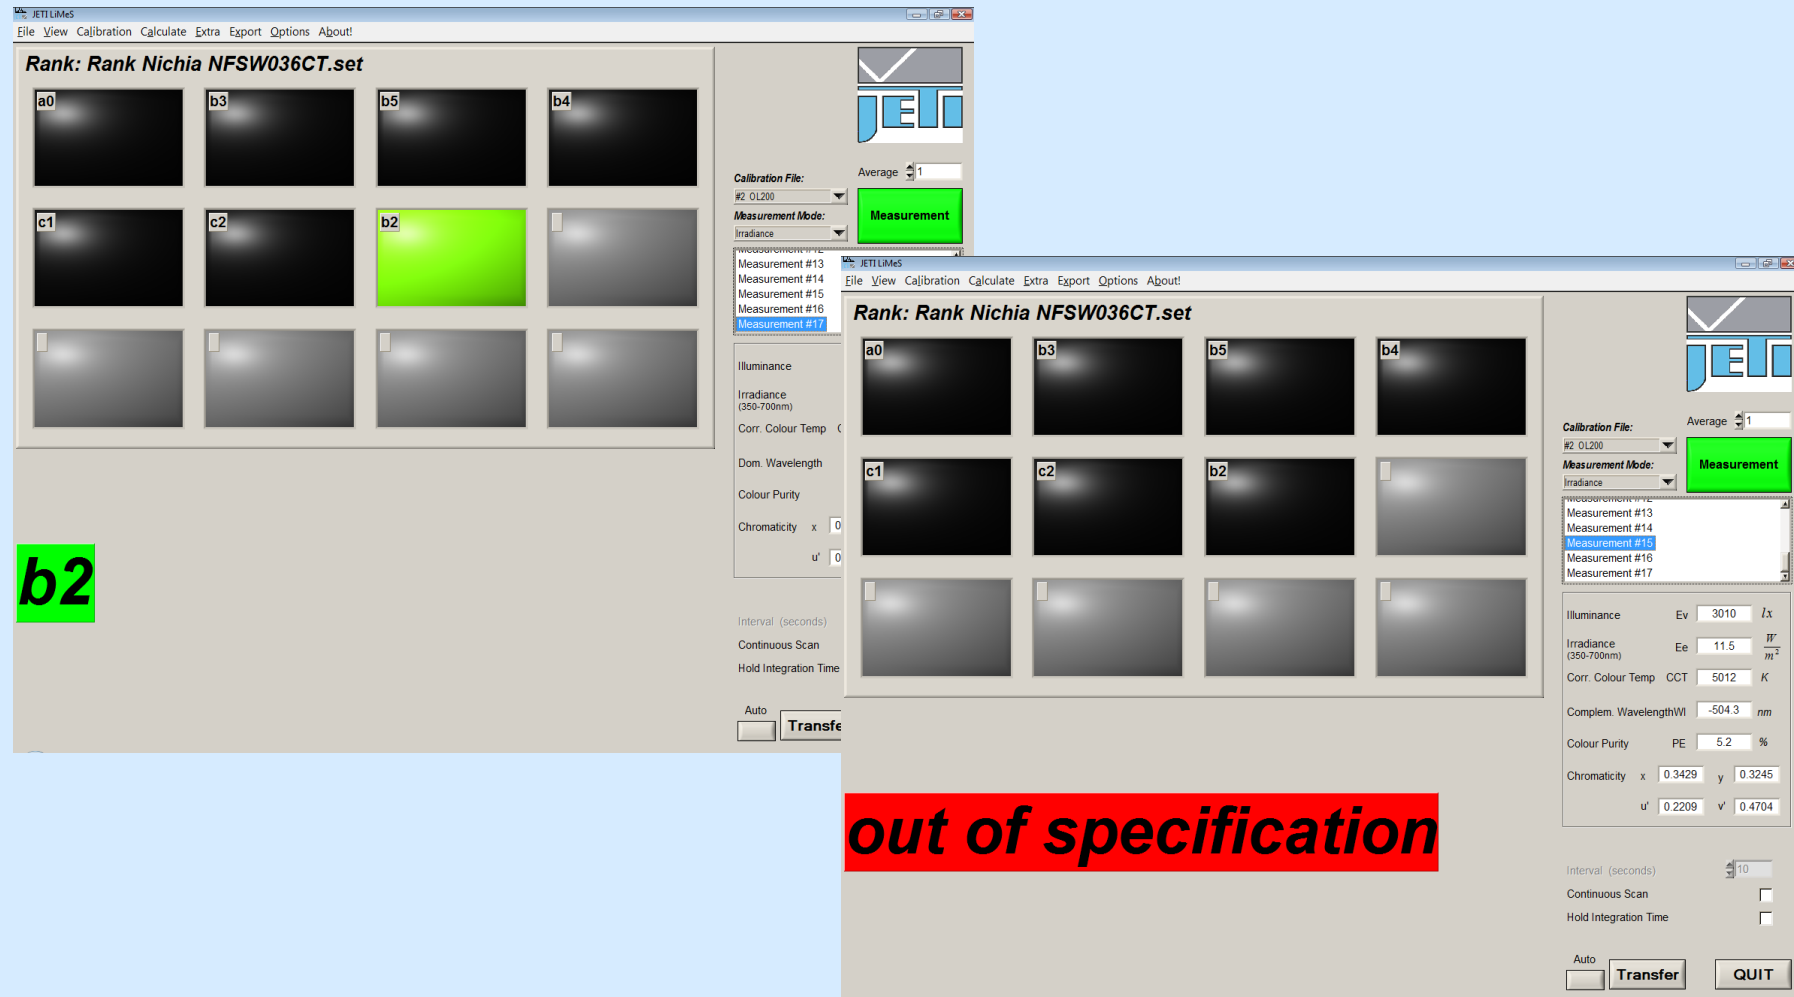 JETI LiMeS
File View Calibration Calculate Extra Export Options About!
Rank: Rank Nichia NFSW036CT.set
a0 b3 b5 b4
c1 c2 b2
JETI
Calibration File:
Average 1
#2 OL200
Measurement Mode:
Measurement
Irradiance
Measurement #12
Measurement #13
Measurement #14
Measurement #15
Measurement #16
Measurement #17
Illuminance
Irradiance
(350-700nm)
Corr. Colour Temp
Dom. Wavelength
Colour Purity
Chromaticity x 0
u' 0
b2
Interval (seconds)
Continuous Scan
Hold Integration Time
Auto
JETI LiMeS
File View Calibration Calculate Extra Export Options About!
Rank: Rank Nichia NFSW036CT.set
a0 b3 b5 b4
c1 c2 b2
JETI
Calibration File:
Average 1
#2 OL200
Measurement Mode:
Measurement
Irradiance
Measurement #12
Measurement #13
Measurement #14
Measurement #15
Measurement #16
Measurement #17
Illuminance Ev 3010 lx
Irradiance Ee 11.5 W
(350-700nm) m²
Corr. Colour Temp CCT 5012 K
Complem. WavelengthWl -504.3 nm
Colour Purity PE 5.2 %
Chromaticity x 0.3429 y 0.3245
u' 0.2209 v' 0.4704
out of specification
Interval (seconds) 10
Continuous Scan
Hold Integration Time
Auto
Transfer QUIT